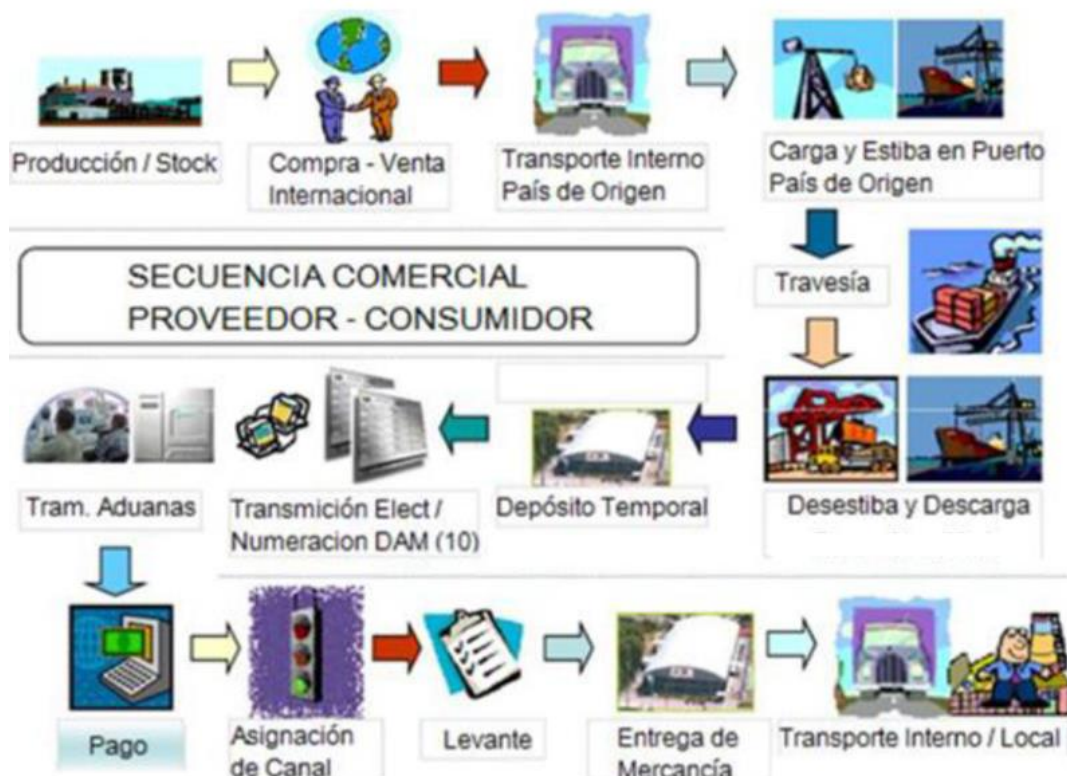 Producción / Stock
Compra - Venta
Internacional
Transporte Interno
País de Origen
Carga y Estiba en Puerto
País de Origen
SECUENCIA COMERCIAL
PROVEEDOR - CONSUMIDOR
Travesía
Desestiba y Descarga
Depósito Temporal
Transmición Elect /
Numeracion DAM (10)
Tram. Aduanas
Pago
Asignación
de Canal
Levante
Entrega de
Mercancía
Transporte Interno / Local